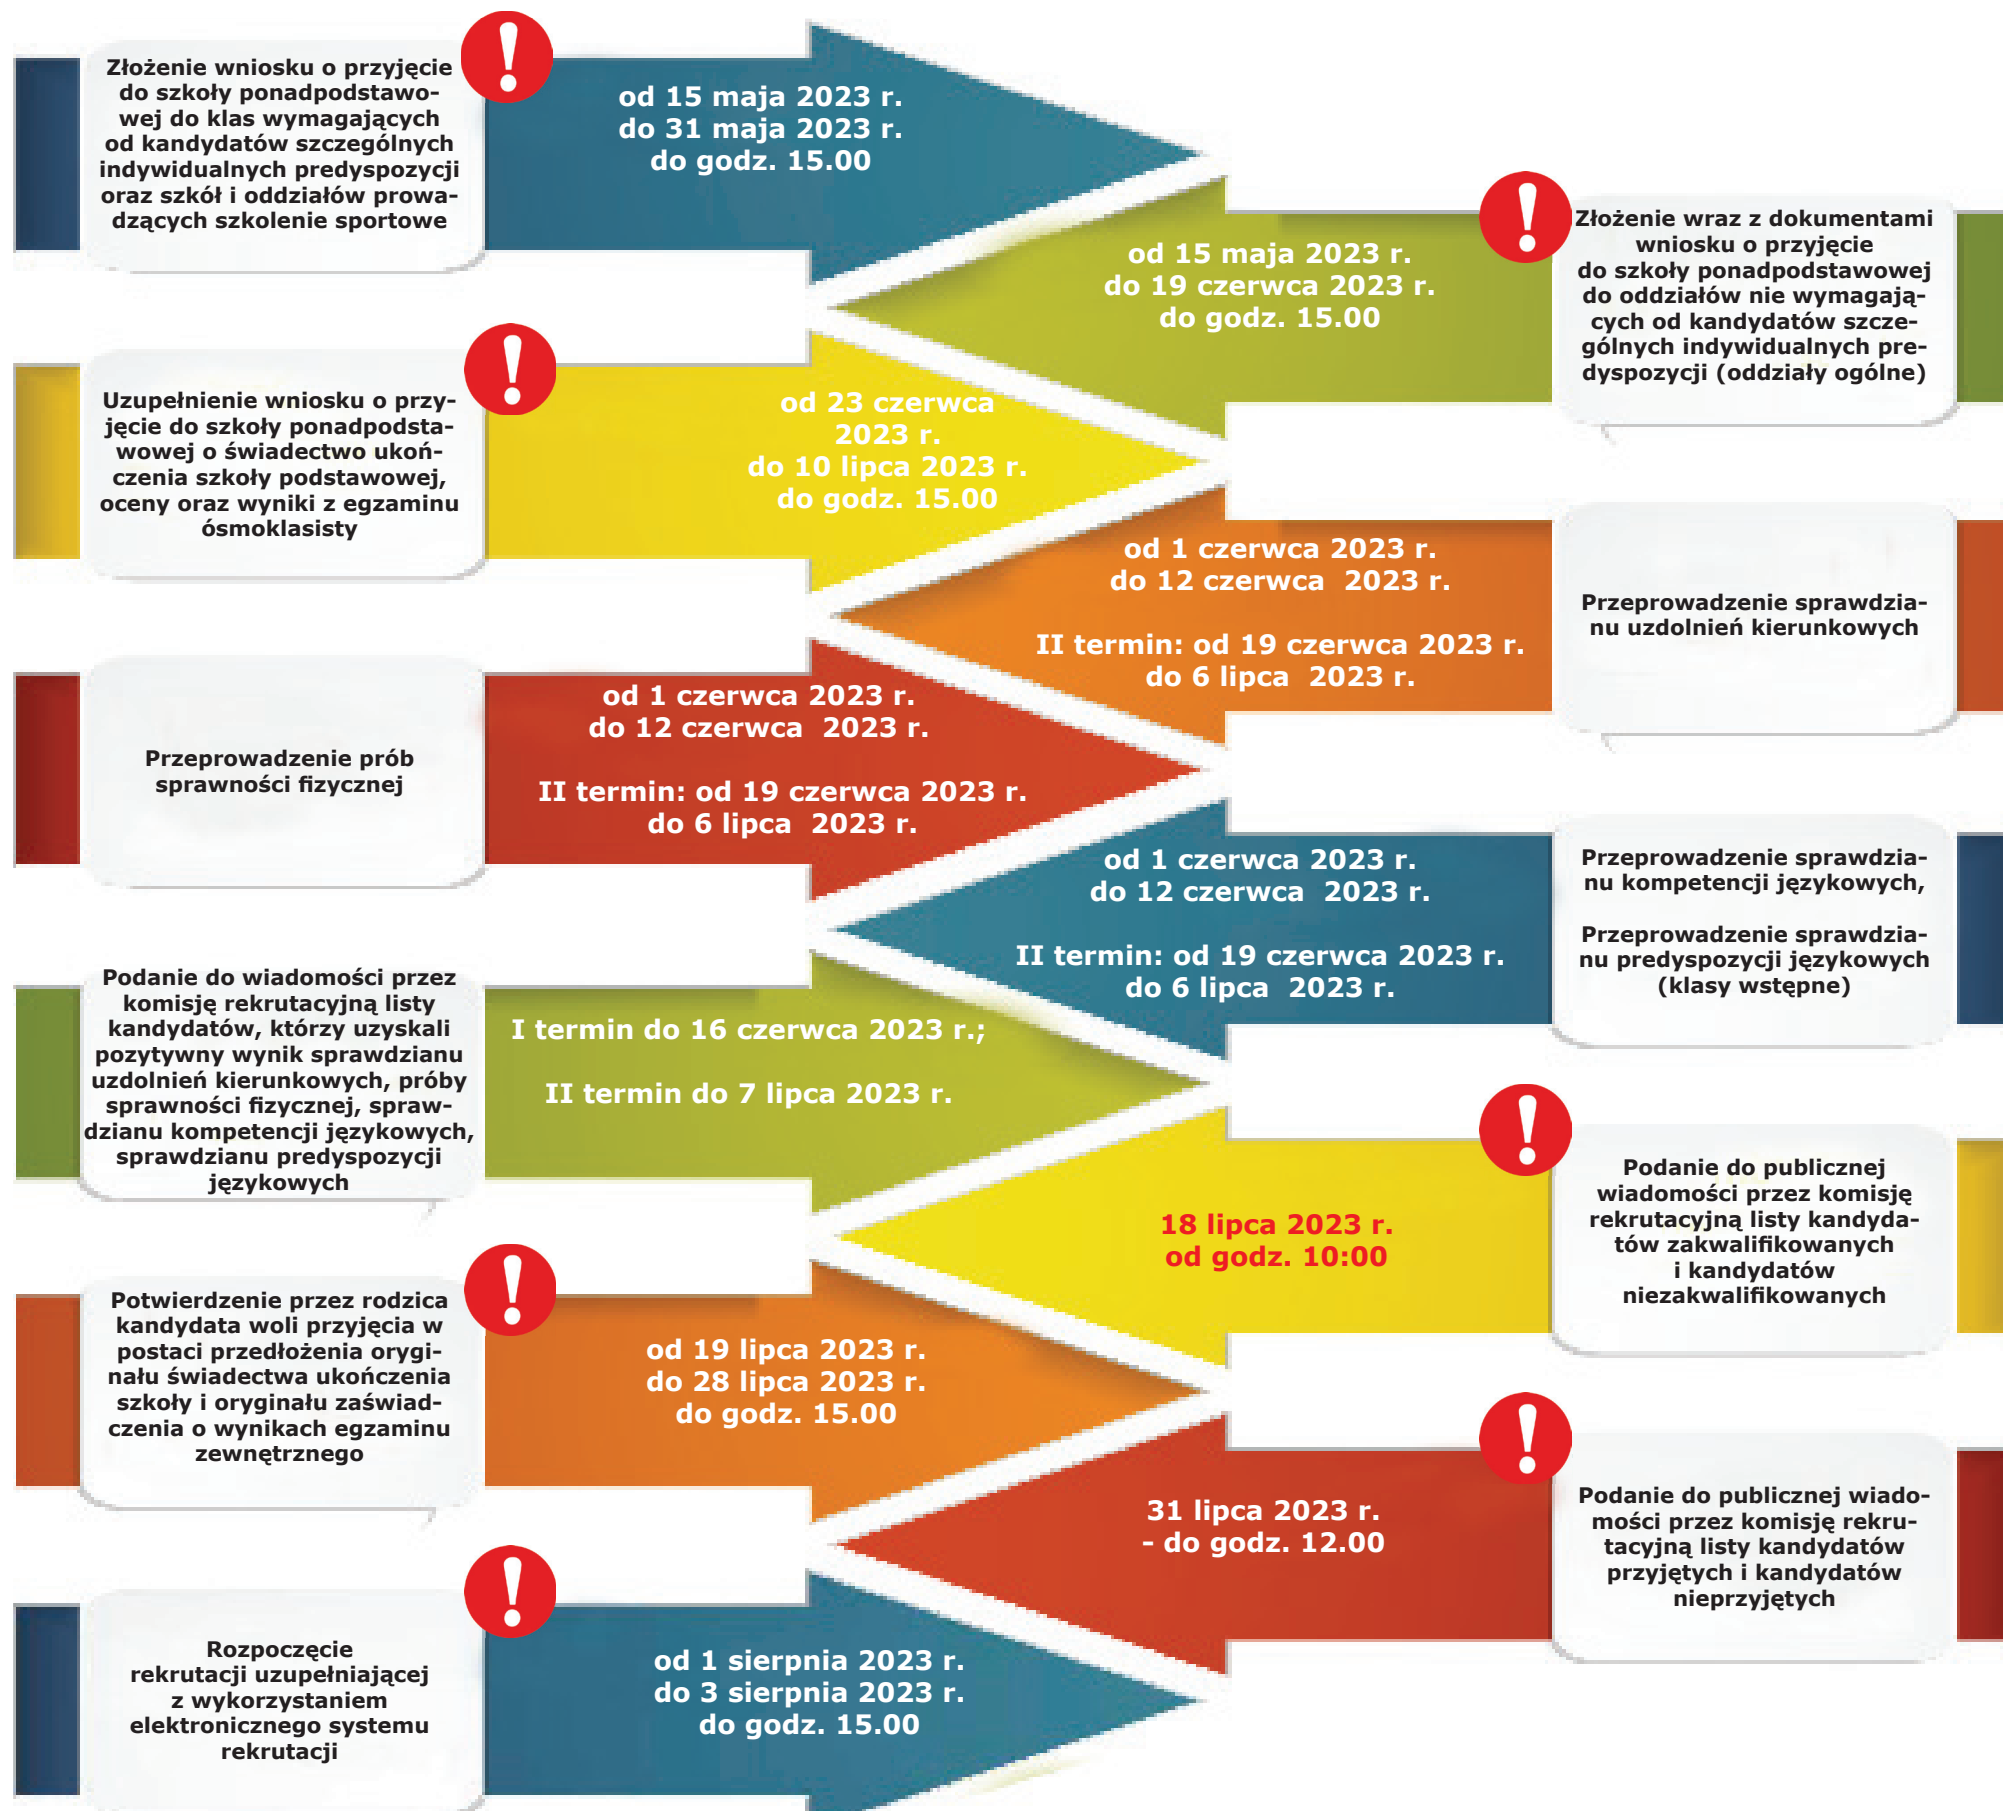 Złożenie wniosku o przyjęcie
do szkoły ponadpodstawo-
wej do klas wymagających
od kandydatów szczególnych
indywidualnych predyspozycji
oraz szkół i oddziałów prowa-
dzących szkolenie sportowe
od 15 maja 2023 r.
do 31 maja 2023 r.
do godz. 15.00
od 15 maja 2023 r.
do 19 czerwca 2023 r.
do godz. 15.00
Złożenie wraz z dokumentami
wniosku o przyjęcie
do szkoły ponadpodstawowej
do oddziałów nie wymagają-
cych od kandydatów szcze-
gólnych indywidualnych pre-
dyspozycji (oddziały ogólne)
Uzupełnienie wniosku o przy-
jęcie do szkoły ponadpodsta-
wowej o świadectwo ukoń-
czenia szkoły podstawowej,
oceny oraz wyniki z egzaminu
ósmoklasisty
od 23 czerwca
2023 r.
do 10 lipca 2023 r.
do godz. 15.00
od 1 czerwca 2023 r.
do 12 czerwca 2023 r.
II termin: od 19 czerwca 2023 r.
do 6 lipca 2023 r.
Przeprowadzenie sprawdzia-
nu uzdolnień kierunkowych
Przeprowadzenie prób
sprawności fizycznej
od 1 czerwca 2023 r.
do 12 czerwca 2023 r.
II termin: od 19 czerwca 2023 r.
do 6 lipca 2023 r.
od 1 czerwca 2023 r.
do 12 czerwca 2023 r.
II termin: od 19 czerwca 2023 r.
do 6 lipca 2023 r.
Przeprowadzenie sprawdzia-
nu kompetencji językowych,
Przeprowadzenie sprawdzia-
nu predyspozycji językowych
(klasy wstępne)
Podanie do wiadomości przez
komisję rekrutacyjną listy
kandydatów, którzy uzyskali
pozytywny wynik sprawdzianu
uzdolnień kierunkowych, próby
sprawności fizycznej, spraw-
dzianu kompetencji językowych,
sprawdzianu predyspozycji
językowych
I termin do 16 czerwca 2023 r.;
II termin do 7 lipca 2023 r.
18 lipca 2023 r.
od godz. 10:00
Podanie do publicznej
wiadomości przez komisję
rekrutacyjną listy kandyda-
tów zakwalifikowanych
i kandydatów
niezakwalifikowanych
Potwierdzenie przez rodzica
kandydata woli przyjęcia w
postaci przedłożenia orygi-
nału świadectwa ukończenia
szkoły i oryginału zaświad-
czenia o wynikach egzaminu
zewnętrznego
od 19 lipca 2023 r.
do 28 lipca 2023 r.
do godz. 15.00
31 lipca 2023 r.
- do godz. 12.00
Podanie do publicznej wiado-
mości przez komisję rekru-
tacyjną listy kandydatów
przyjętych i kandydatów
nieprzyjętych
Rozpoczęcie
rekrutacji uzupełniającej
z wykorzystaniem
elektronicznego systemu
rekrutacji
od 1 sierpnia 2023 r.
do 3 sierpnia 2023 r.
do godz. 15.00